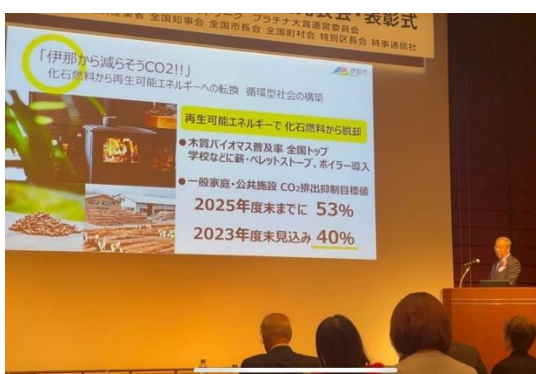 表会・表彰式
プラチナ大賞運営委員会
全国知事会 全国市長会 全国町村会 特別区長会 時事通信社
「伊那から減らそうCO2!!」
化石燃料から再生可能エネルギーへの転換 循環型社会の構築
伊那市
再生可能エネルギーで 化石燃料から脱却
●木質バイオマス普及率 全国トップ
学校などに薪・ペレットストーブ、ボイラー導入
●一般家庭・公共施設 CO2排出抑制目標値
2025年度末までに 53%
2023年度末見込み 40%